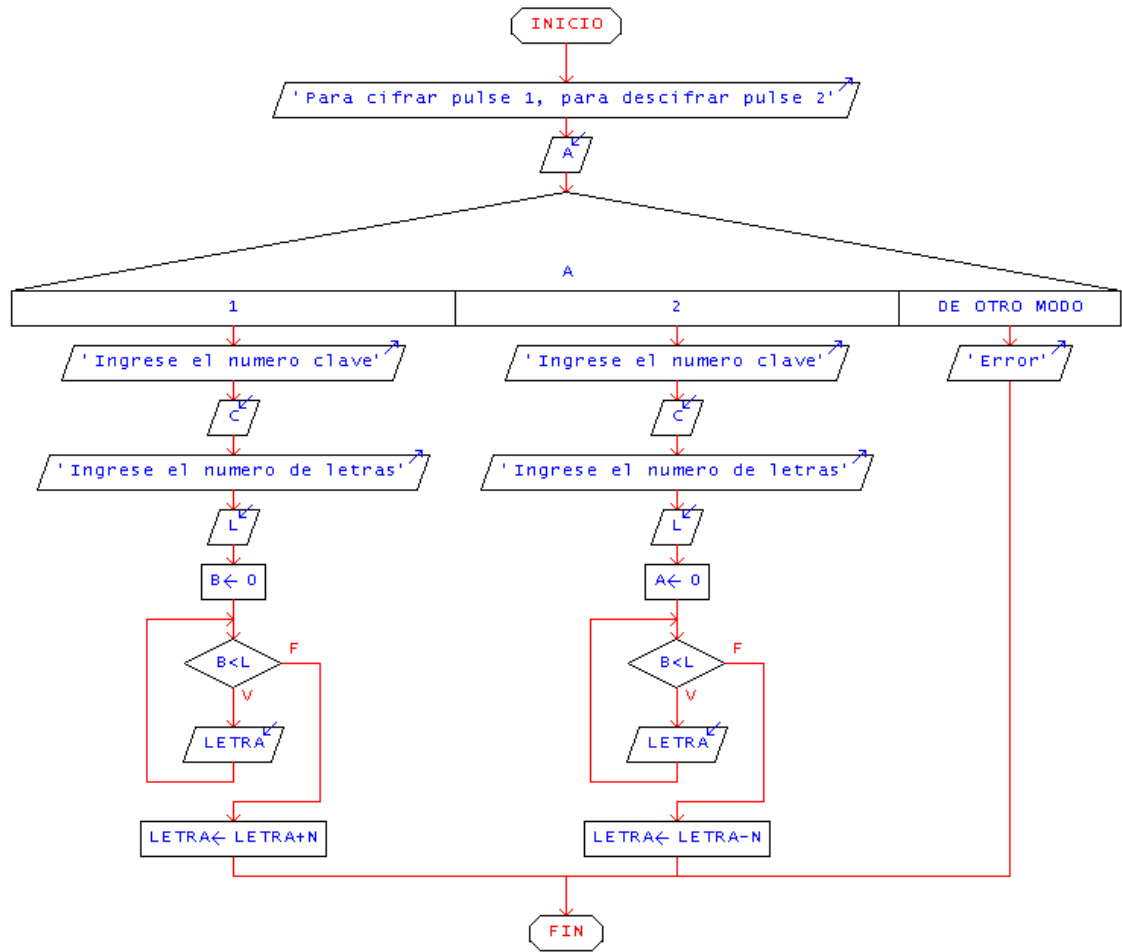 INICIO
'Para cifrar pulse 1, para descifrar pulse 2'
A
A
1
2
DE OTRO MODO
'Ingrese el numero clave'
'Ingrese el numero clave'
'Error'
C
C
'Ingrese el numero de letras'
'Ingrese el numero de letras'
L
L
B← 0
A← 0
B<L
F
V
B<L
F
V
LETRA
LETRA
LETRA← LETRA+N
LETRA← LETRA-N
FIN